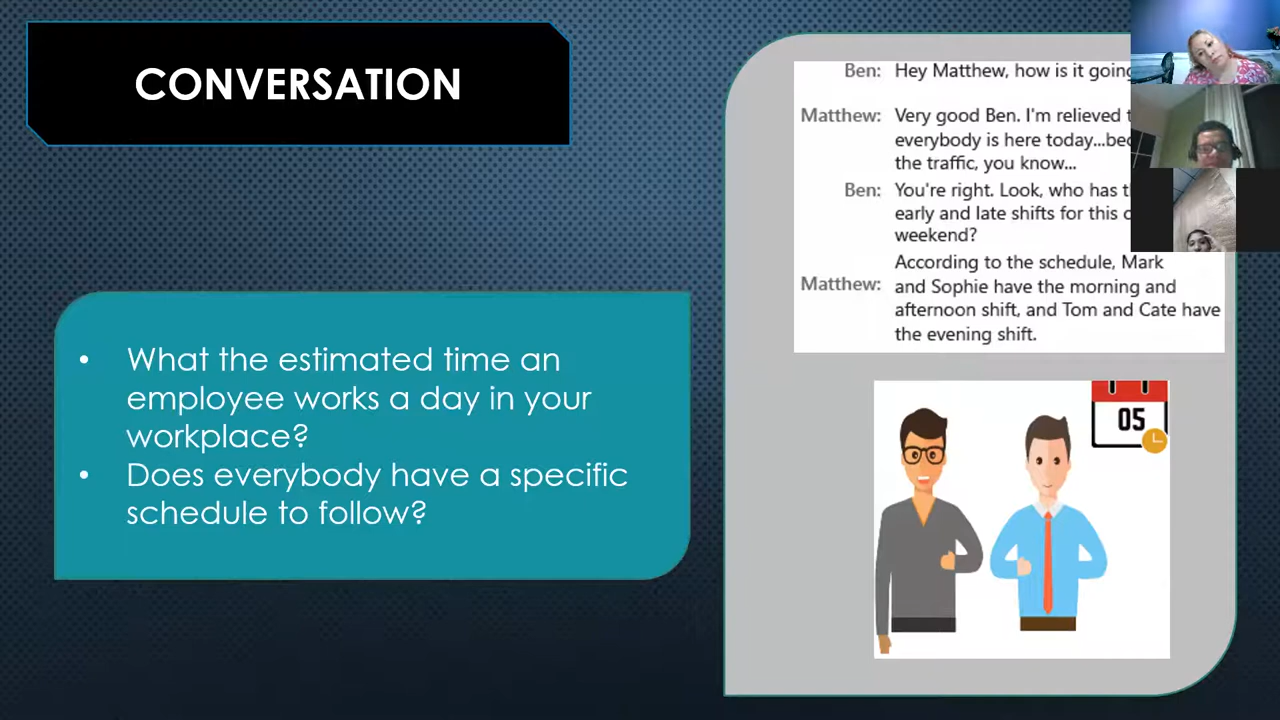 CONVERSATION
• What the estimated time an
employee works a day in your
workplace?
• Does everybody have a specific
schedule to follow?
Ben: Hey Matthew, how is it going
Matthew: Very good Ben. I'm relieved
everybody is here today...
the traffic, you know...
Ben: You're right. Look, who has
early and late shifts for this
weekend?
According to the schedule, Mark
Matthew: and Sophie have the morning and
afternoon shift, and Tom and Cate have
the evening shift.
05